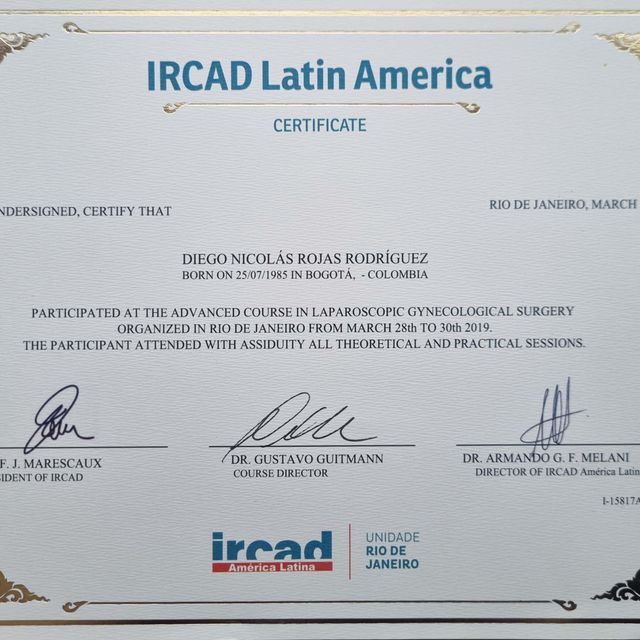 IRCAD Latin America
CERTIFICATE
NDERSIGNED, CERTIFY THAT
RIO DE JANEIRO, MARCH
DIEGO NICOLÁS ROJAS RODRÍGUEZ
BORN ON 25/07/1985 IN BOGOTÁ, - COLOMBIA
PARTICIPATED AT THE ADVANCED COURSE IN LAPAROSCOPIC GYNECOLOGICAL SURGERY
ORGANIZED IN RIO DE JANEIRO FROM MARCH 28th TO 30th 2019.
THE PARTICIPANT ATTENDED WITH ASSIDUITY ALL THEORETICAL AND PRACTICAL SESSIONS.
F. J. MARESCAUX
SIDENT OF IRCAD
DR. GUSTAVO GUITMANN
COURSE DIRECTOR
DR. ARMANDO G. F. MELANI
DIRECTOR OF IRCAD América Latin
I-15817A
ircad
América Latina
UNIDADE
RIO DE
JANEIRO